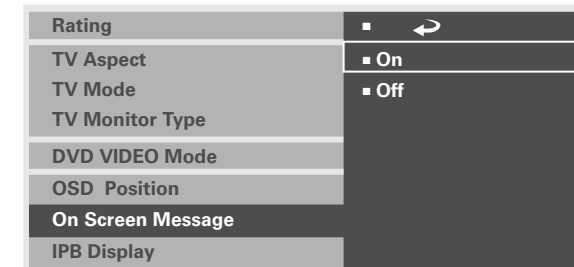 Rating
TV Aspect
TV Mode
TV Monitor Type
DVD VIDEO Mode
OSD Position
On Screen Message
IPB Display
On
Off